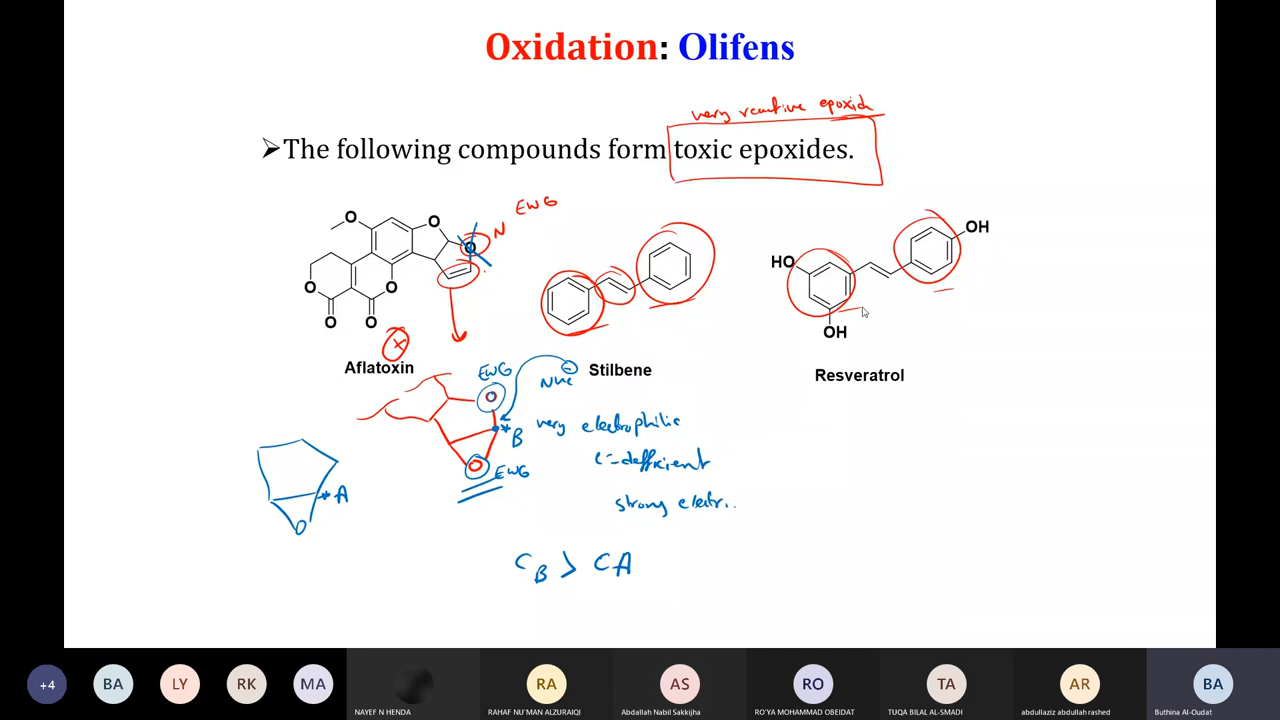 Oxidation: Olifens
very reactive epoxid
➢The following compounds form toxic epoxides.
EWG
N
O
O
O
O
O
O
O
HO
OH
OH
X
Aflatoxin
Stilbene
Resveratrol
EWG
Nuc
O
B
very electrophilic
O
EWG
e-defficient
A
O
strong electri..
CB > CA
+4
BA
LY
RK
MA
RA
AS
RO
TA
AR
BA
NAYEF N HENDA
RAHAF NU'MAN ALZURAIQI
Abdallah Nabil Sakkijha
RO'YA MOHAMMAD OBEIDAT
TUQA BILAL AL-SMADI
abdullaziz abdullah rashed
Buthina Al-Oudat